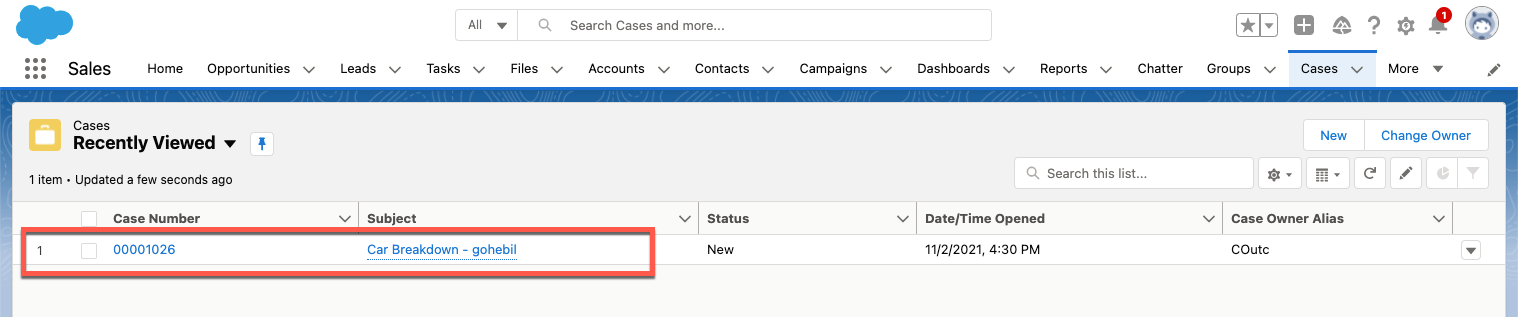 All Search Cases and more... 1
Sales Home Opportunities Leads Tasks Files Accounts Contacts Campaigns Dashboards Reports Chatter Groups Cases More
Cases
Recently Viewed
New Change Owner
1 item • Updated a few seconds ago
Search this list...
Case Number Subject Status Date/Time Opened Case Owner Alias
1 00001026 Car Breakdown - gohebil New 11/2/2021, 4:30 PM COutc